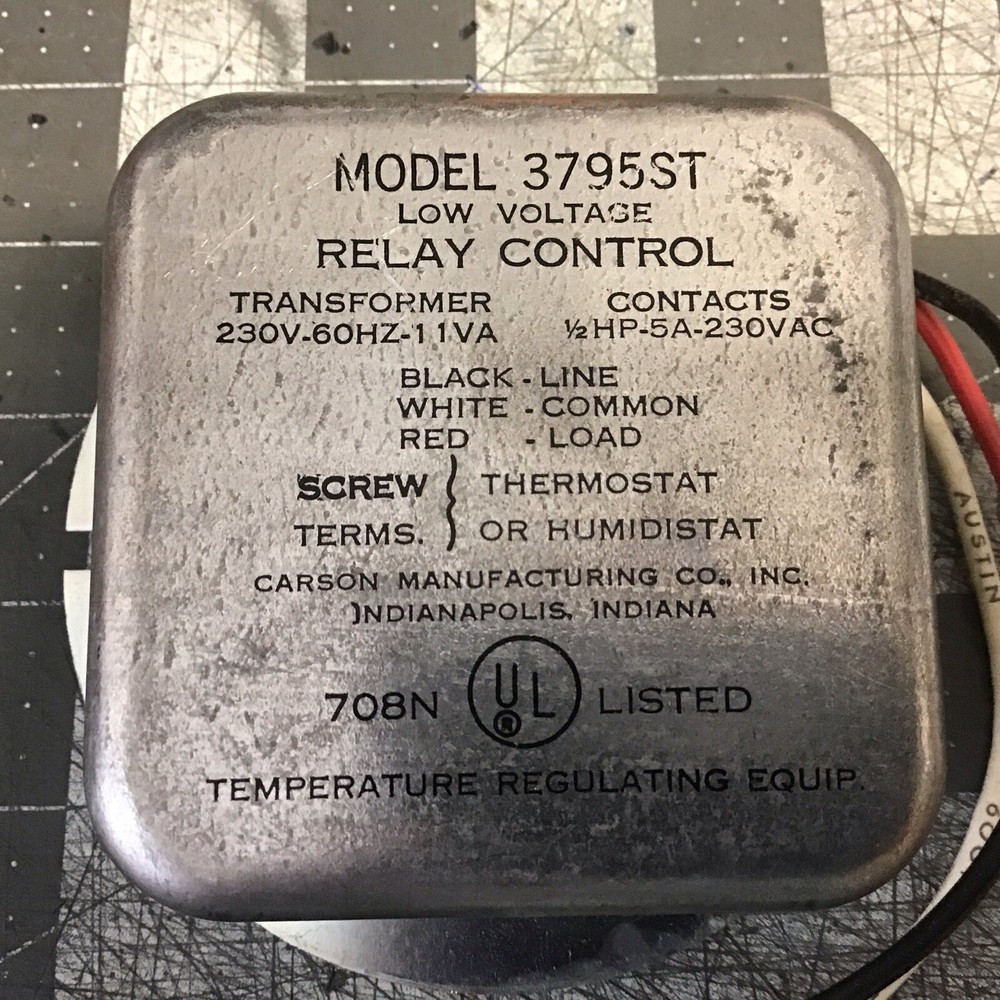 MODEL 3795ST
LOW VOLTAGE
RELAY CONTROL
TRANSFORMER CONTACTS
230V-60HZ-11VA ½HP-5A-230VAC
BLACK - LINE
WHITE - COMMON
RED - LOAD
SCREW } THERMOSTAT
TERMS. OR HUMIDISTAT
CARSON MANUFACTURING CO., INC.
INDIANAPOLIS, INDIANA
708N UL ® LISTED
TEMPERATURE REGULATING EQUIP.
AUSTIN